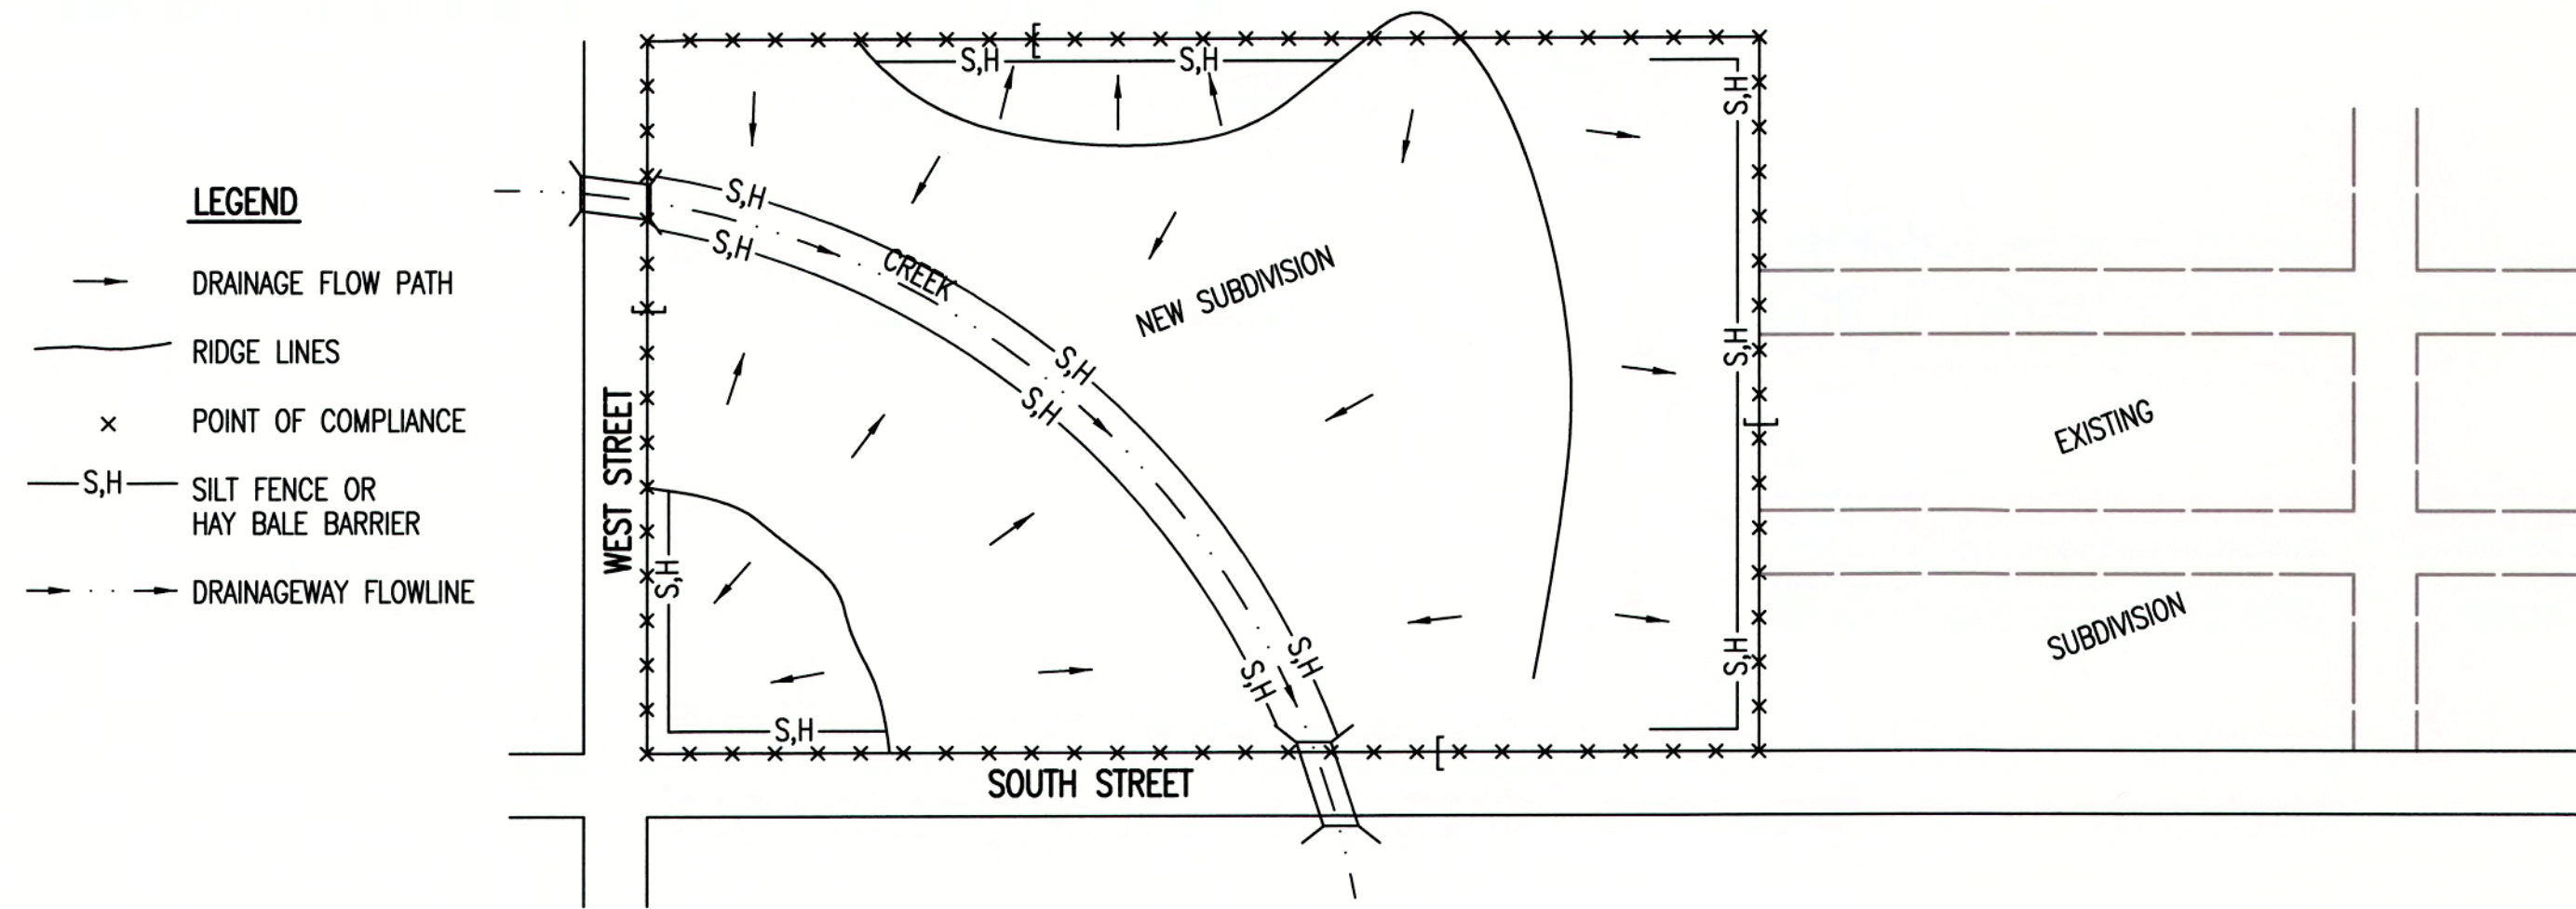 LEGEND
DRAINAGE FLOW PATH
RIDGE LINES
POINT OF COMPLIANCE
S,H
SILT FENCE OR
HAY BALE BARRIER
DRAINAGEWAY FLOWLINE
S,H
S,H
S,H
S,H
S,H
CREEK
NEW SUBDIVISION
S,H
S,H
S,H
WEST STREET
EXISTING
S,H
S,H
S,H
S,H
SUBDIVISION
S,H
SOUTH STREET